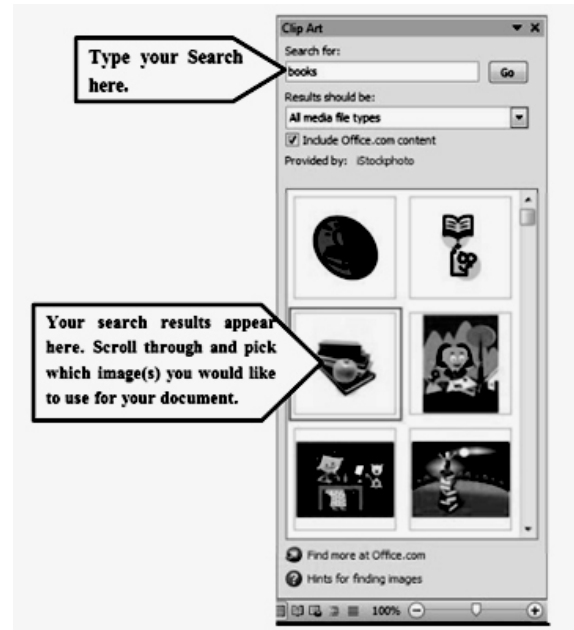 Clip Art
Type your Search
here.
Search for:
books
Go
Results should be:
All media file types
Include Office.com content
Provided by: iStockphoto
Your search results appear
here. Scroll through and pick
which image(s) you would like
to use for your document.
Find more at Office.com
Hints for finding images
100%